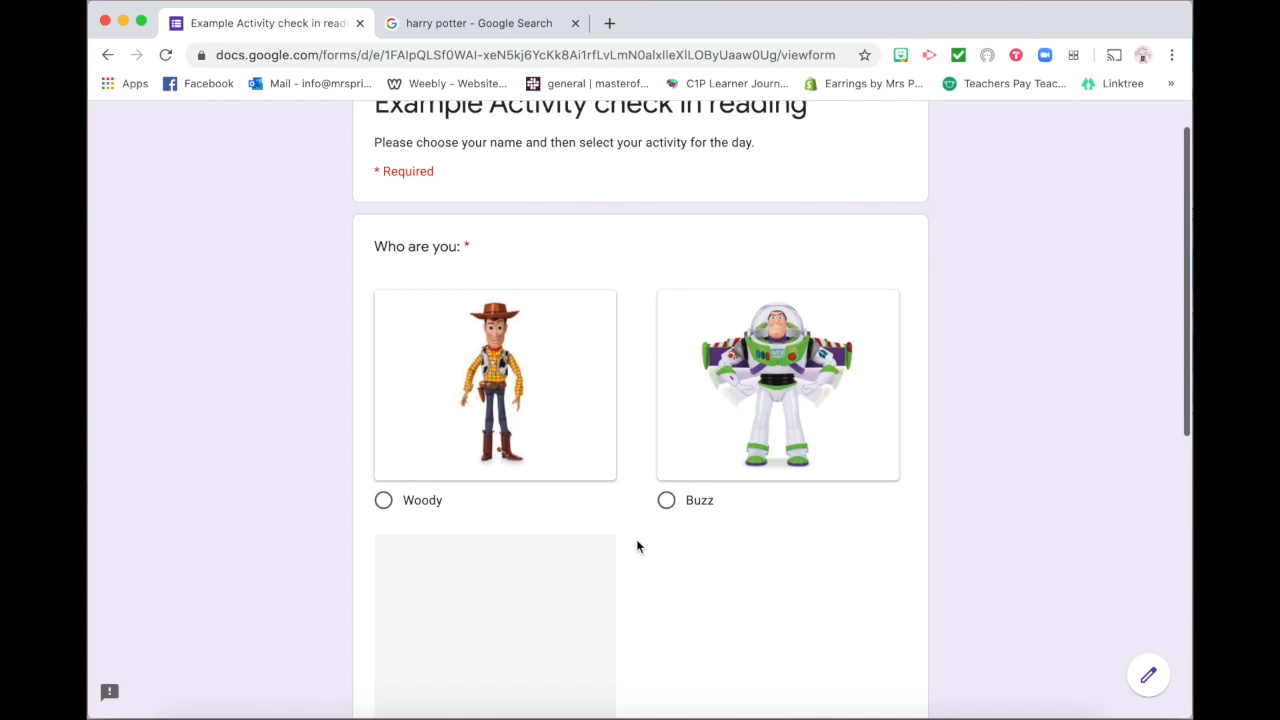 Example Activity check in readi
harry potter - Google Search
docs.google.com/forms/d/e/1FAIpQLSf0WAI-xeN5kj6YcKk8Ai1rfLvLmN0alxIleXlLOByUaaw0Ug/viewform
Apps
Facebook
Mail - info@mrspri...
Weebly - Website...
general | masterof...
C1P Learner Journ...
Earrings by Mrs P...
Teachers Pay Teac...
Linktree
»
Example Activity check in reading
Please choose your name and then select your activity for the day.
* Required
Who are you: *
Woody
Buzz